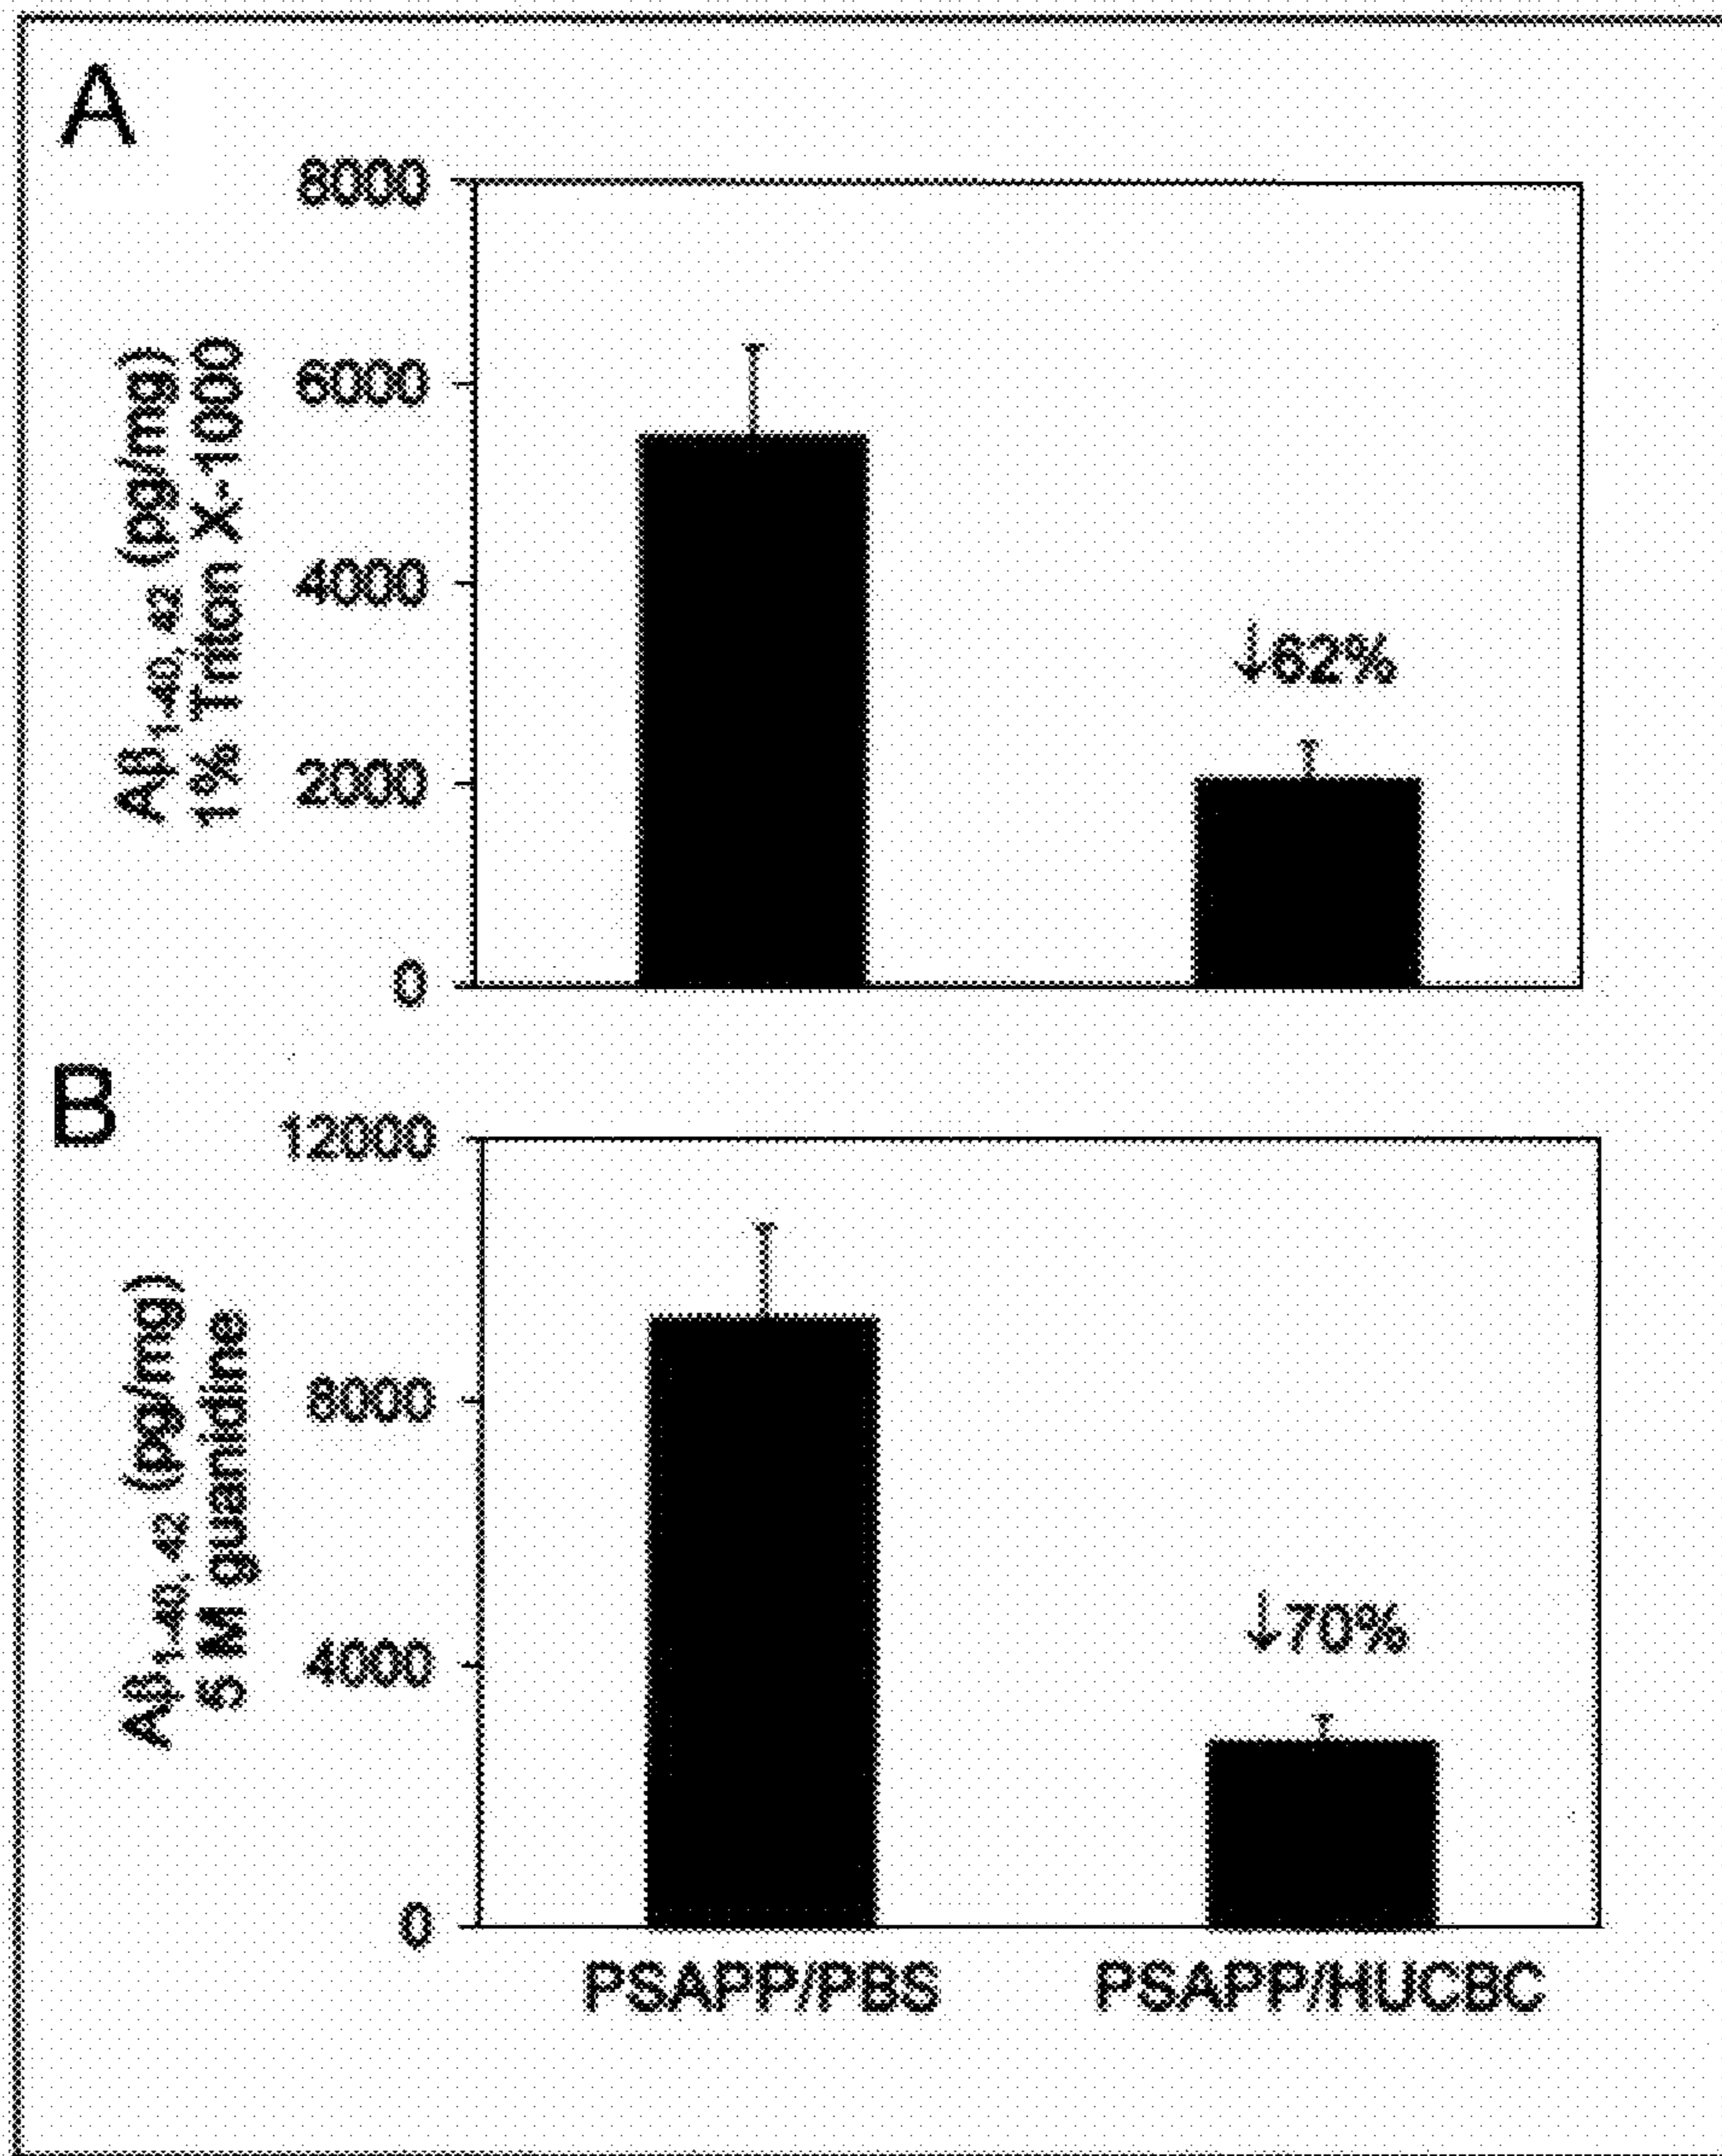 A
8000
6000
4000
2000
0
Aβ1-40, 42 (pg/mg)
1% Triton X-1000
↓62%
B
12000
8000
4000
0
Aβ1-40, 42 (pg/mg)
5 M guanidine
↓70%
PSAPP/PBS PSAPP/HUCBC